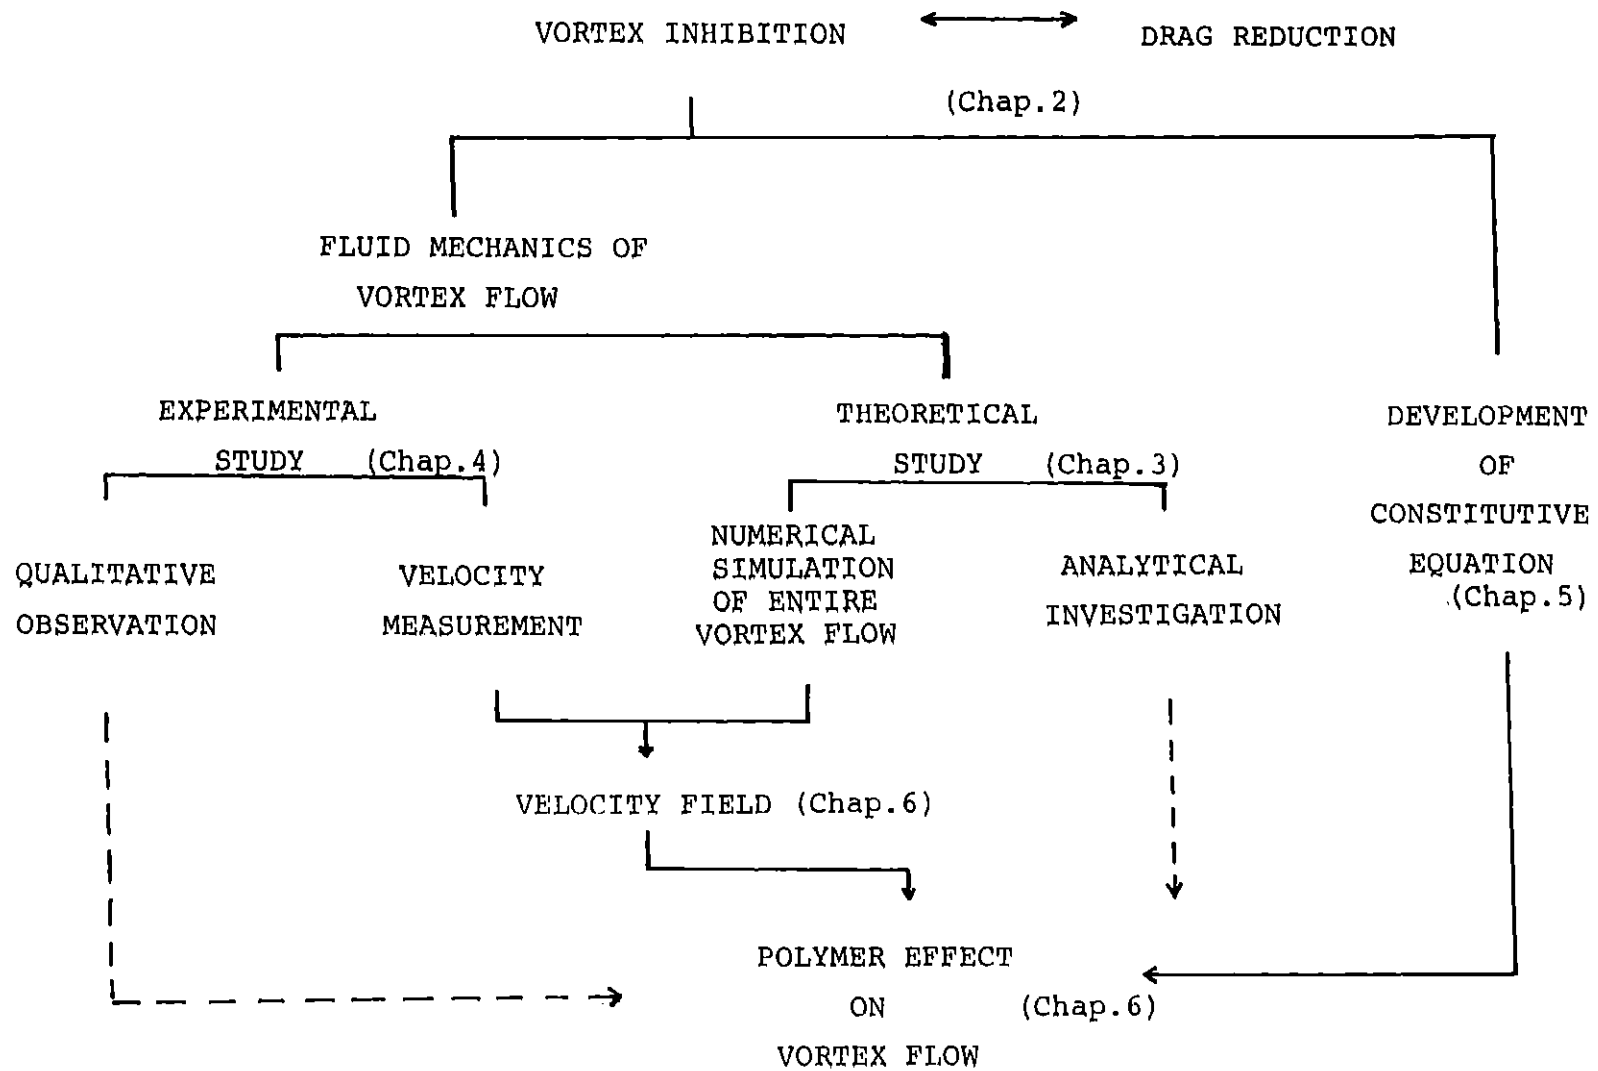 VORTEX INHIBITION
DRAG REDUCTION
(Chap.2)
FLUID MECHANICS OF
VORTEX FLOW
EXPERIMENTAL
STUDY (Chap.4)
THEORETICAL
STUDY (Chap.3)
DEVELOPMENT
OF
CONSTITUTIVE
EQUATION
(Chap.5)
QUALITATIVE
OBSERVATION
VELOCITY
MEASUREMENT
NUMERICAL
SIMULATION
OF ENTIRE
VORTEX FLOW
ANALYTICAL
INVESTIGATION
VELOCITY FIELD (Chap.6)
POLYMER EFFECT
ON (Chap.6)
VORTEX FLOW